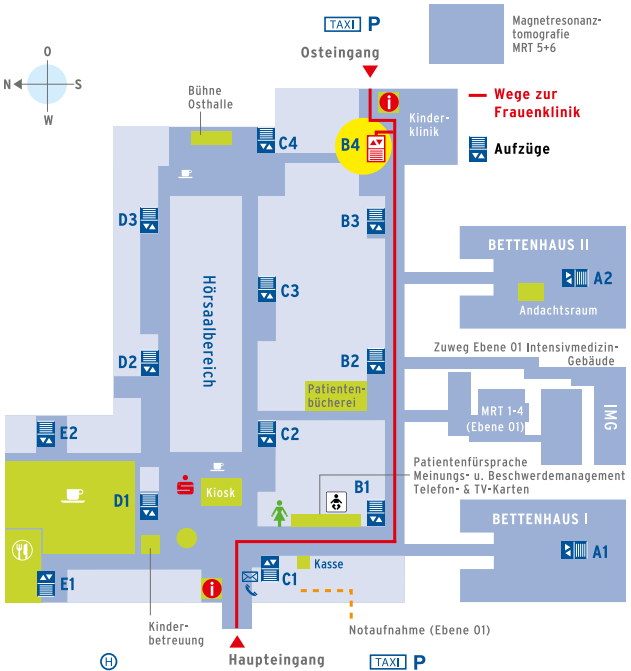 TAXI P
Osteingang
Magnetresonanz-
tomografie
MRT 5+6
O
N
S
W
Bühne
Osthalle
i
Kinder-
klinik
Wege zur
Frauenklinik
Aufzüge
C4
B4
D3
B3
BETTENHAUS II
A2
Andachtsraum
Hörsaalbereich
C3
D2
B2
Zuweg Ebene 01 Intensivmedizin-
Gebäude
Patienten-
bücherei
MRT 1-4
(Ebene 01)
IMG
E2
C2
Patientenfürsprache
Meinungs- u. Beschwerdemanagement
Telefon- & TV-Karten
Kiosk
D1
B1
BETTENHAUS I
A1
E1
i
C1
Kasse
Kinder-
betreuung
Notaufnahme (Ebene 01)
H
Haupteingang
TAXI P